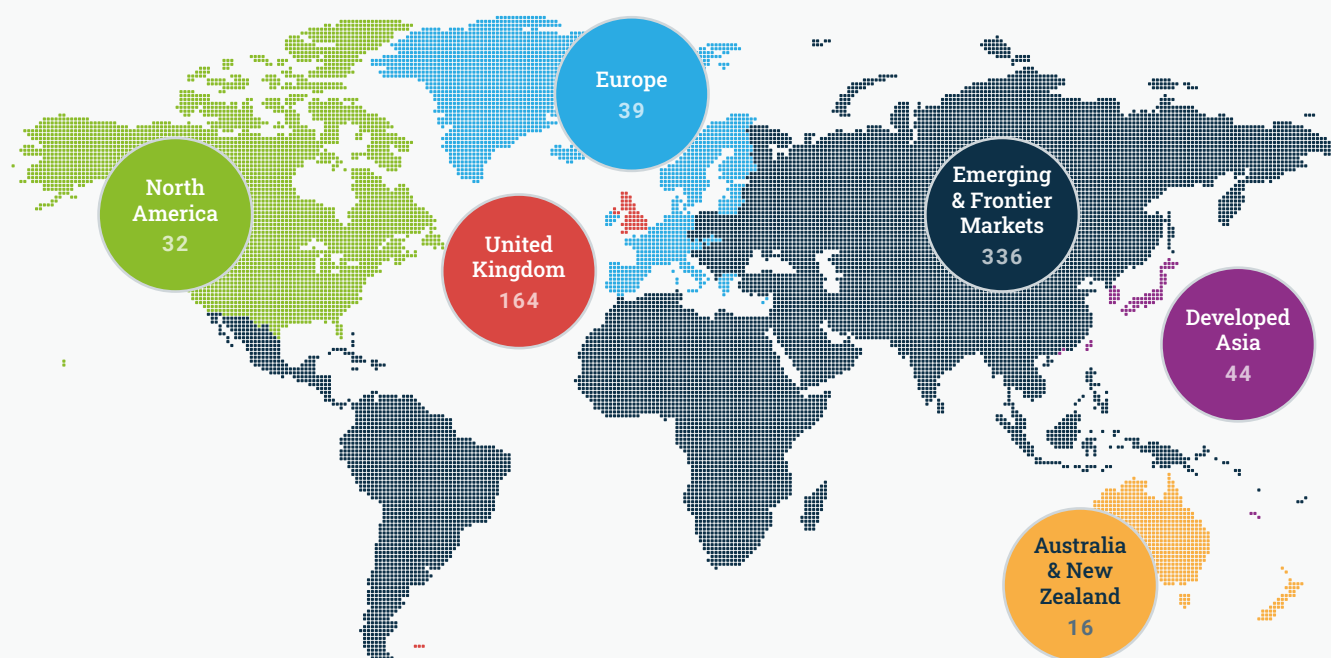 Europe
39
North
America
32
United
Kingdom
164
Emerging
& Frontier
Markets
336
Developed
Asia
44
Australia
& New
Zealand
16